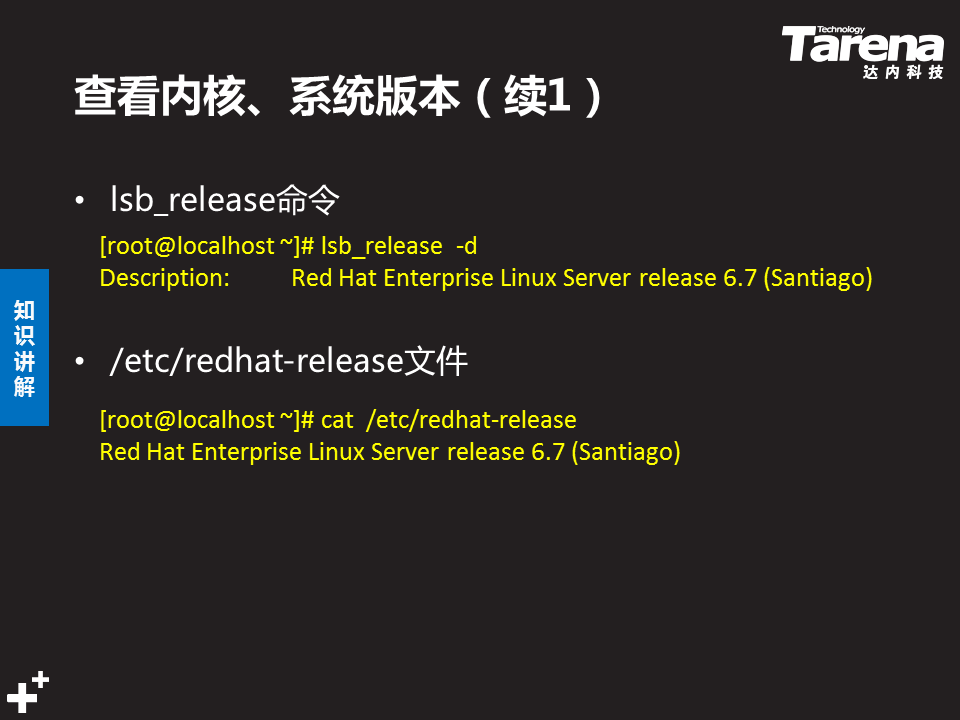 Technology
Tarena
达内科技
查看内核、系统版本（续1）
• lsb_release命令
[root@localhost ~]# lsb_release -d
Description: Red Hat Enterprise Linux Server release 6.7 (Santiago)
知识讲解
• /etc/redhat-release文件
[root@localhost ~]# cat /etc/redhat-release
Red Hat Enterprise Linux Server release 6.7 (Santiago)